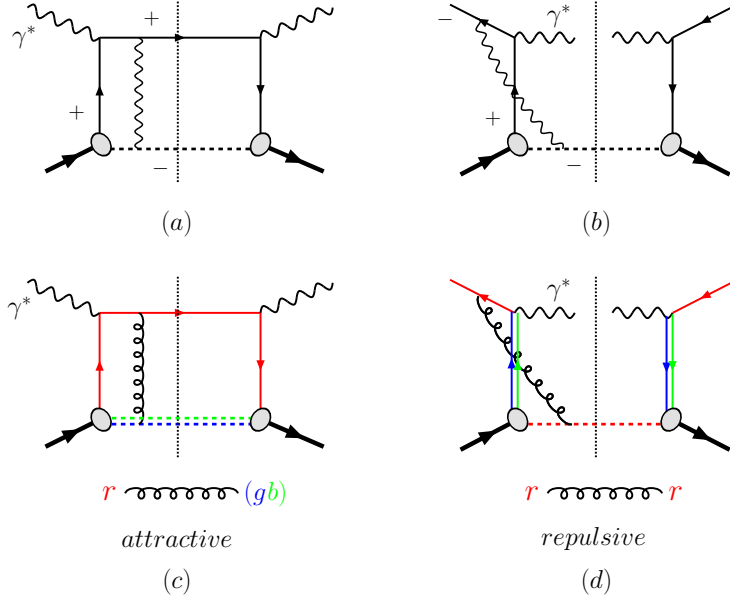 γ* + + −
(a)
− γ* + −
(b)
γ*
r (gb)
attractive
(c)
γ*
r r
repulsive
(d)